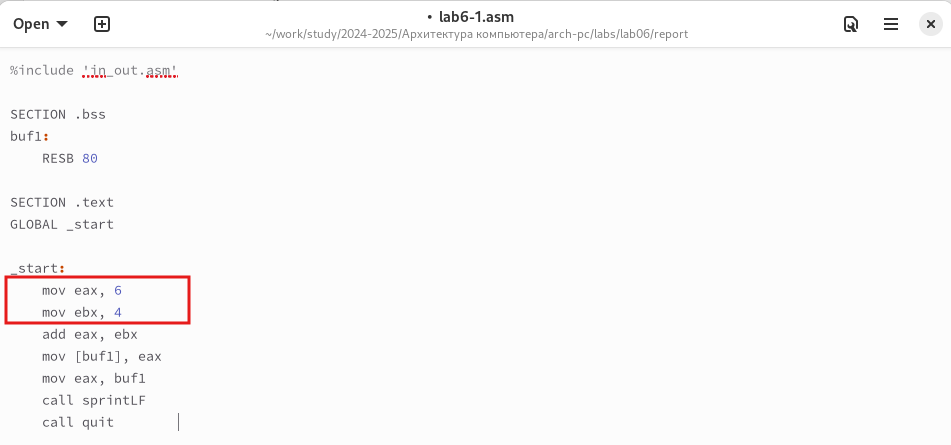 Open
• lab6-1.asm
~/work/study/2024-2025/Архитектура компьютера/arch-pc/labs/lab06/report
%include 'in_out.asm'
SECTION .bss
buf1:
    RESB 80
SECTION .text
GLOBAL _start
_start:
    mov eax, 6
    mov ebx, 4
    add eax, ebx
    mov [buf1], eax
    mov eax, buf1
    call sprintLF
    call quit